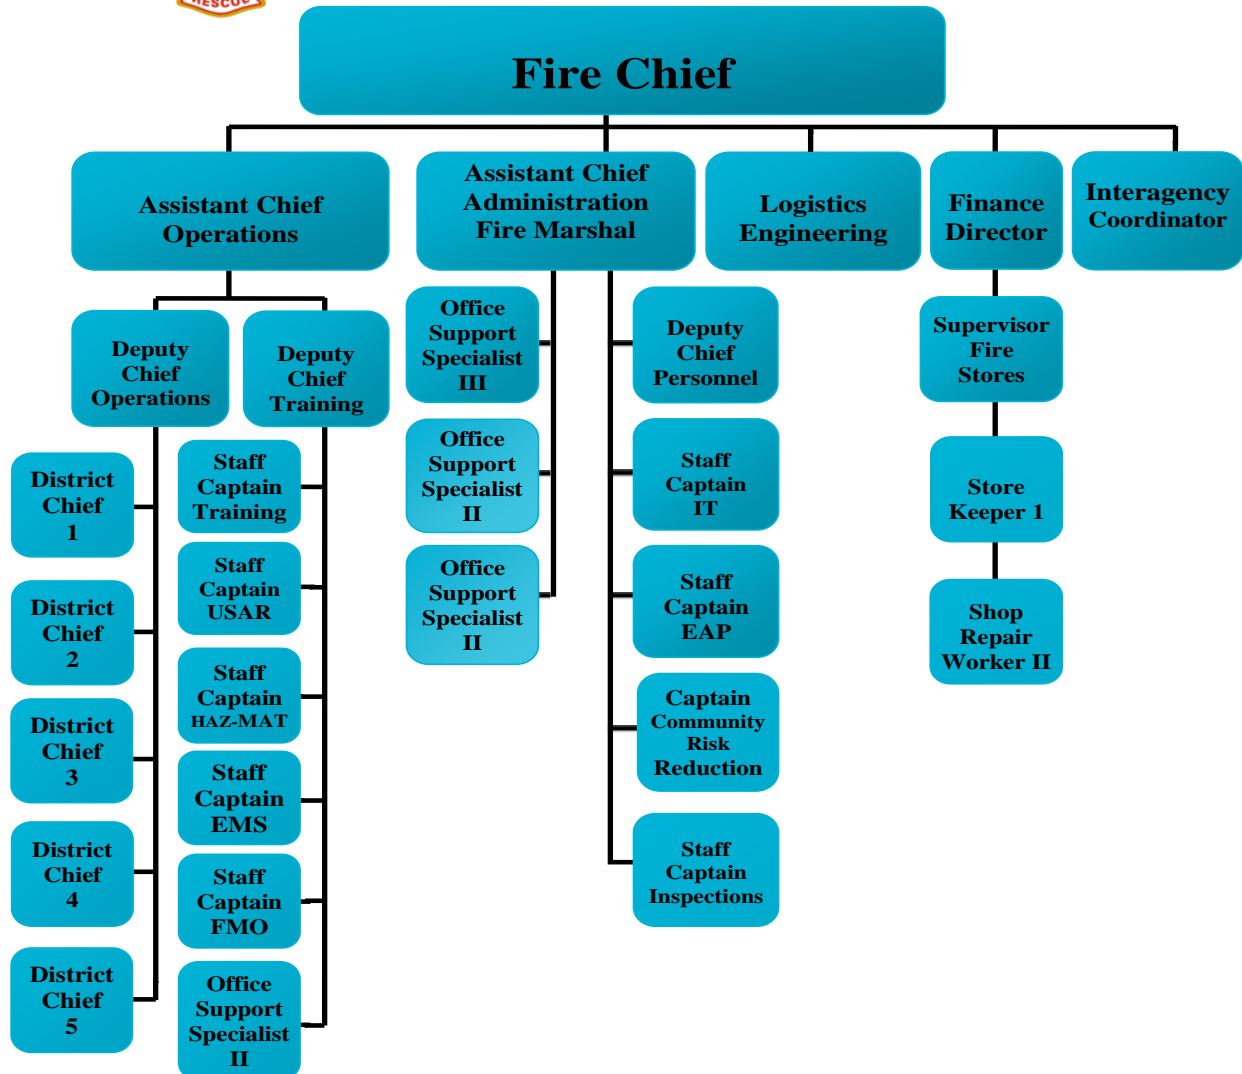 RESCUE
Fire Chief
Assistant Chief
Operations
Assistant Chief
Administration
Fire Marshal
Logistics
Engineering
Finance
Director
Interagency
Coordinator
Deputy
Chief
Operations
Deputy
Chief
Training
District
Chief
1
District
Chief
2
District
Chief
3
District
Chief
4
District
Chief
5
Staff
Captain
Training
Staff
Captain
USAR
Staff
Captain
HAZ-MAT
Staff
Captain
EMS
Staff
Captain
FMO
Office
Support
Specialist
II
Office
Support
Specialist
III
Office
Support
Specialist
II
Office
Support
Specialist
II
Deputy
Chief
Personnel
Staff
Captain
IT
Staff
Captain
EAP
Captain
Community
Risk
Reduction
Staff
Captain
Inspections
Supervisor
Fire
Stores
Store
Keeper 1
Shop
Repair
Worker II